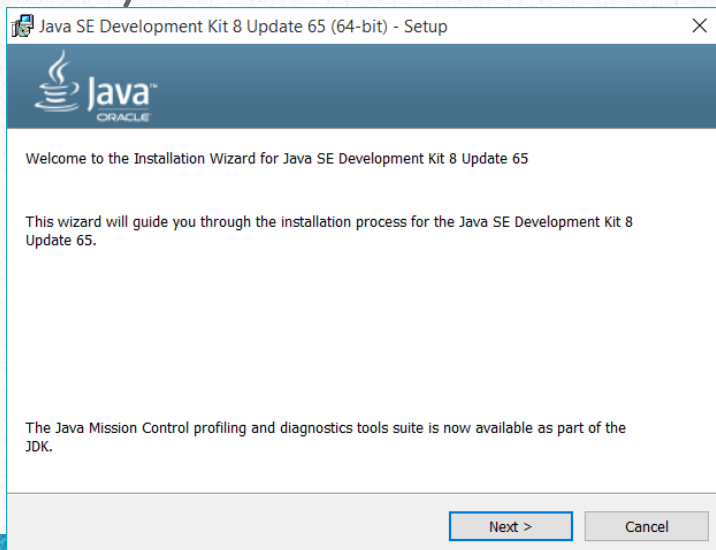 Java SE Development Kit 8 Update 65 (64-bit) - Setup
Java™
ORACLE
Welcome to the Installation Wizard for Java SE Development Kit 8 Update 65
This wizard will guide you through the installation process for the Java SE Development Kit 8
Update 65.
The Java Mission Control profiling and diagnostics tools suite is now available as part of the
JDK.
Next >
Cancel